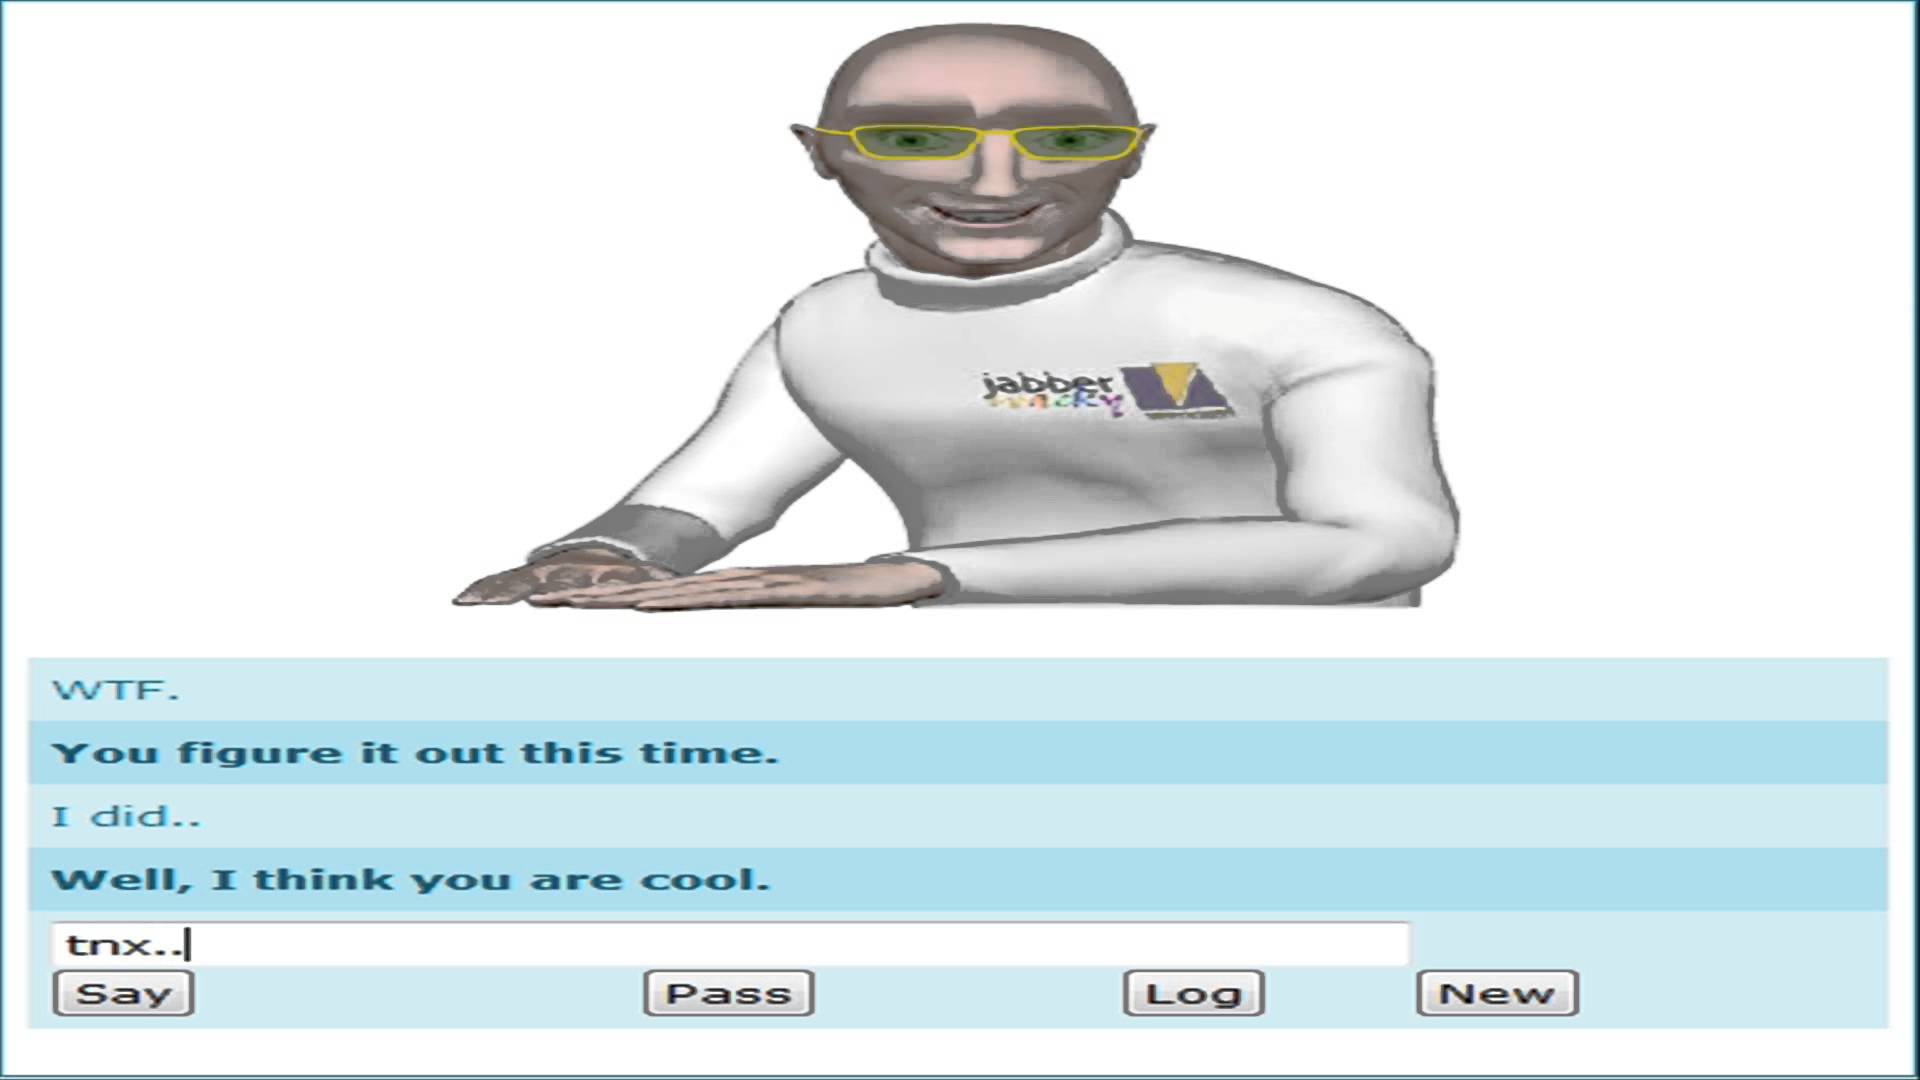 jabber
wacky
WTF.
You figure it out this time.
I did..
Well, I think you are cool.
tnx..
Say Pass Log New